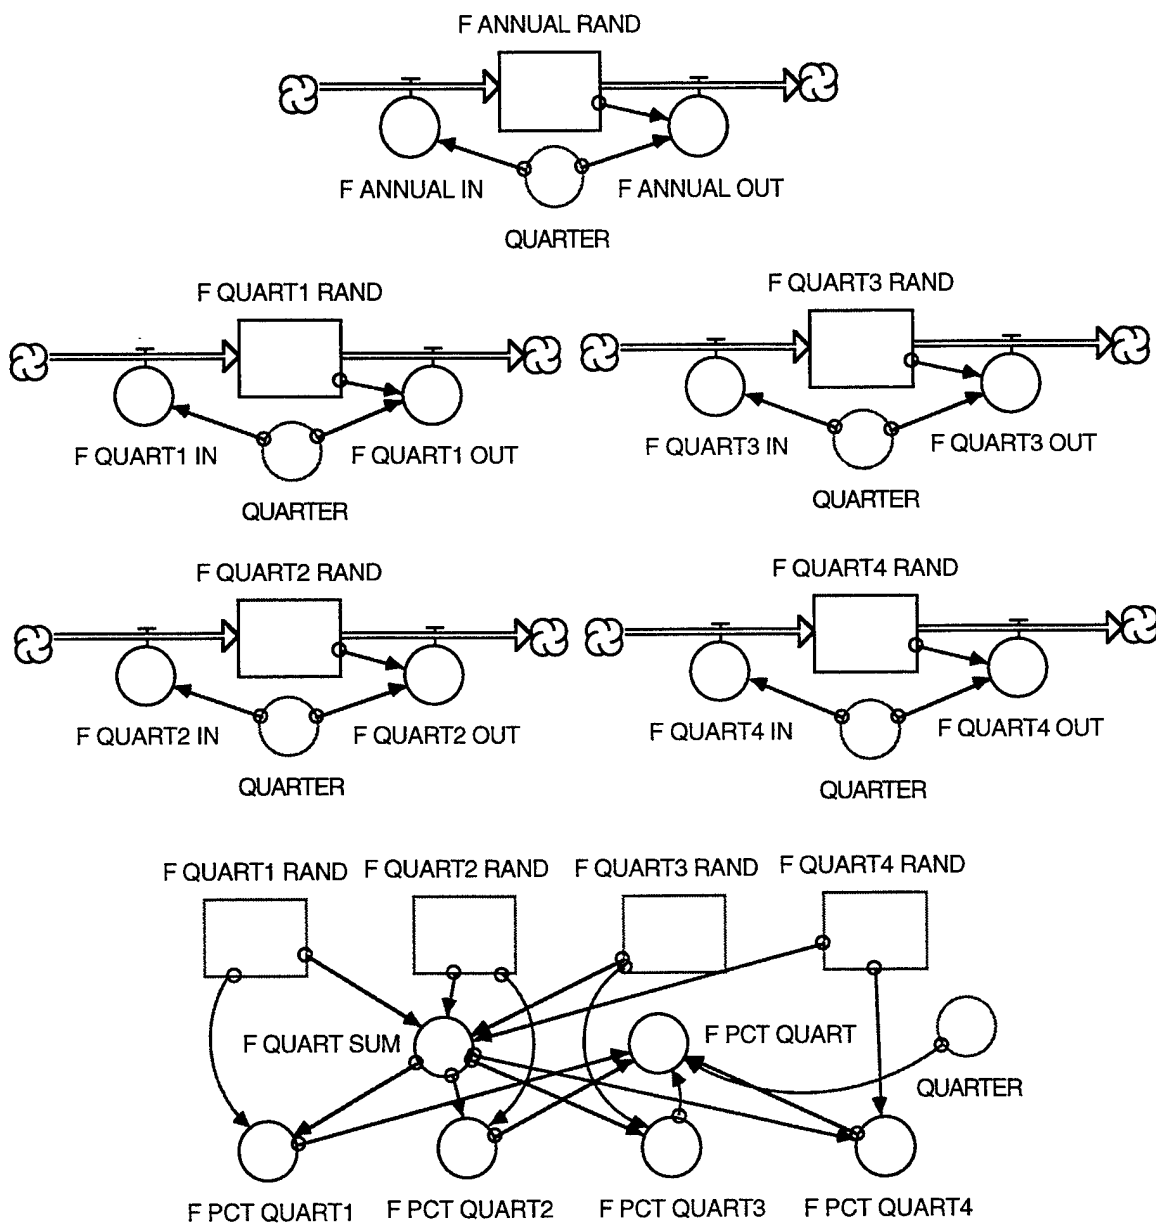 F ANNUAL RAND
F ANNUAL IN
F ANNUAL OUT
QUARTER
F QUART1 RAND
F QUART3 RAND
F QUART1 IN
F QUART1 OUT
F QUART3 IN
F QUART3 OUT
QUARTER
QUARTER
F QUART2 RAND
F QUART4 RAND
F QUART2 IN
F QUART2 OUT
F QUART4 IN
F QUART4 OUT
QUARTER
QUARTER
F QUART1 RAND
F QUART2 RAND
F QUART3 RAND
F QUART4 RAND
F QUART SUM
F PCT QUART
QUARTER
F PCT QUART1
F PCT QUART2
F PCT QUART3
F PCT QUART4